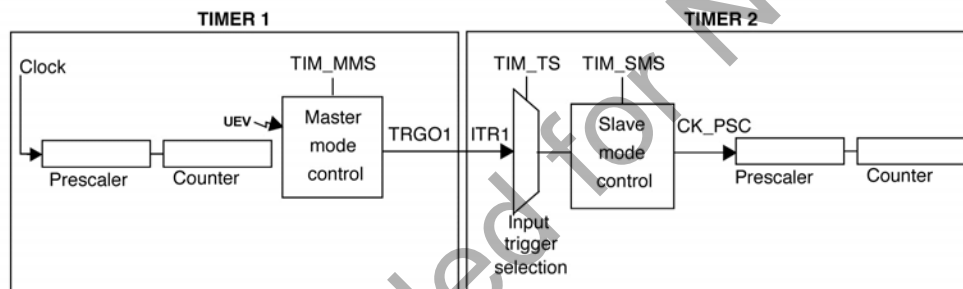 TIMER 1
TIMER 2
Clock
TIM_MMS
UEV
Master
mode
control
Prescaler
Counter
TRGO1
ITR1
TIM_TS
TIM_SMS
Slave
mode
control
CK_PSC
Prescaler
Counter
Input
trigger
selection